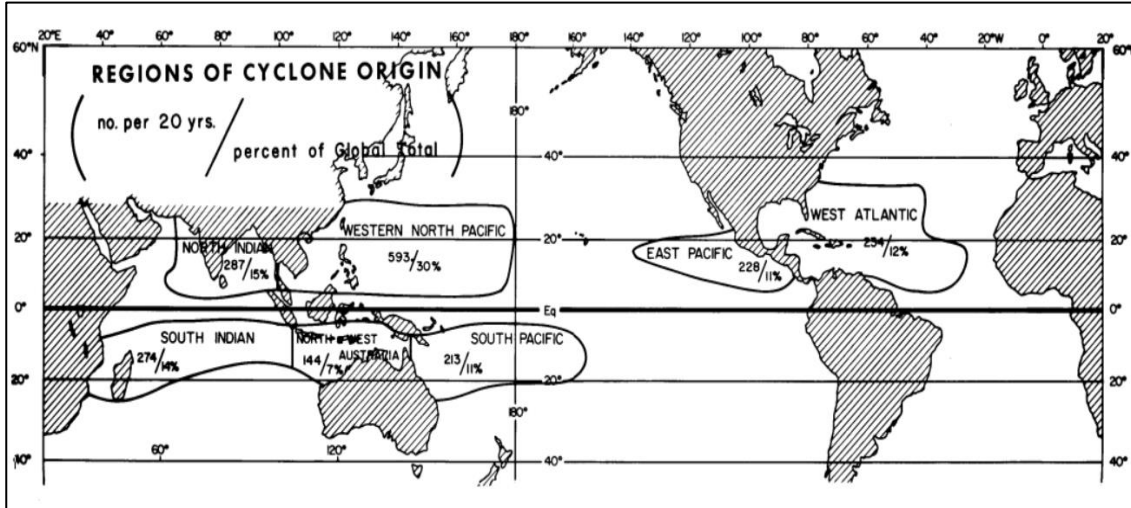 20°E 40° 60° 80° 100° 120° 140° 160° 180° 160° 140° 120° 100° 80° 60° 40° 20° 0° 20°
60°N 60°
REGIONS OF CYCLONE ORIGIN
180°
no. per 20 yrs. / percent of Global Total
40° 40° 40°
WEST ATLANTIC
234/12%
NORTH INDIAN
287/15%
WESTERN NORTH PACIFIC
593/30%
20° 20° 20°
EAST PACIFIC
228/11%
0° Eq 0°
SOUTH INDIAN
274/14%
NORTH WEST AUSTRALIA
144/7%
SOUTH PACIFIC
213/11%
20° 20° 20°
180°
60° 120°
40° 40° 40°